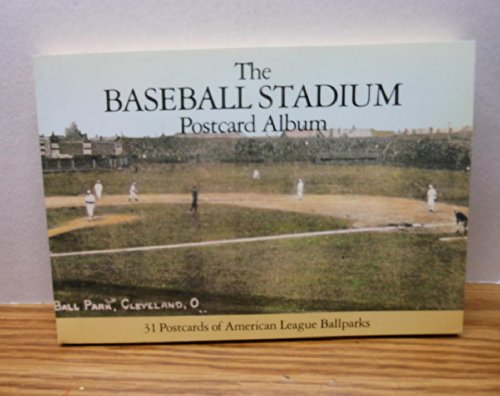 The
BASEBALL STADIUM
Postcard Album
BALL PARK, CLEVELAND, O.
31 Postcards of American League Ballparks